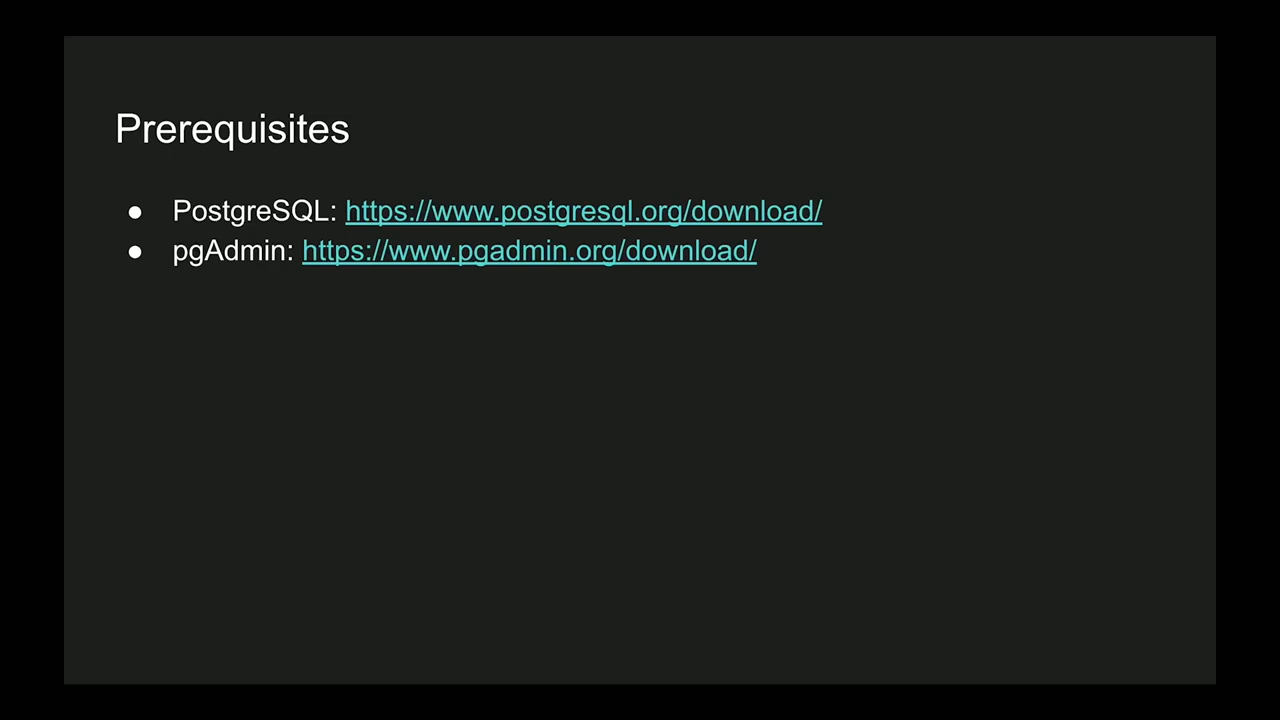 Prerequisites
● PostgreSQL: https://www.postgresql.org/download/
● pgAdmin: https://www.pgadmin.org/download/